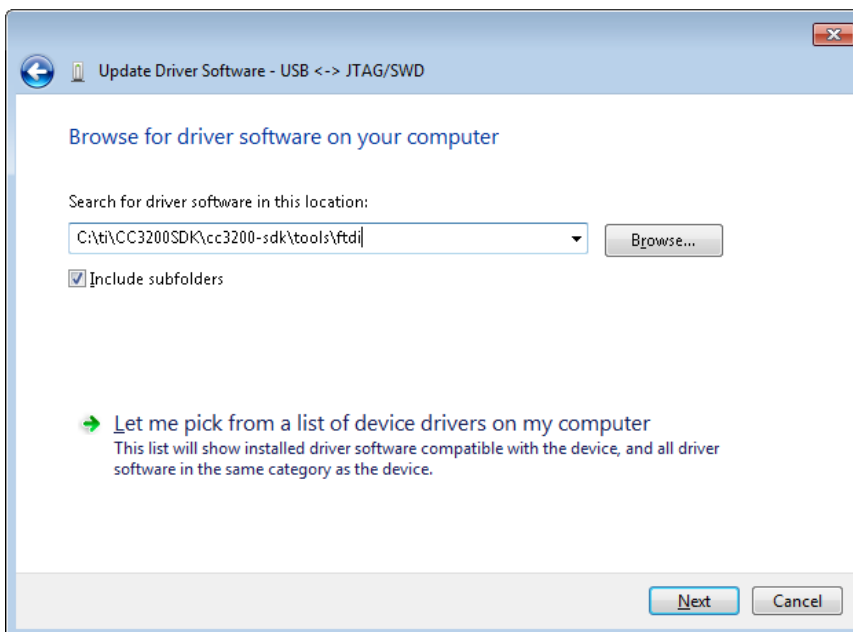 Update Driver Software - USB <-> JTAG/SWD
Browse for driver software on your computer
Search for driver software in this location:
C:\ti\CC3200SDK\cc3200-sdk\tools\ftdi
Browse...
Include subfolders
Let me pick from a list of device drivers on my computer
This list will show installed driver software compatible with the device, and all driver
software in the same category as the device.
Next
Cancel